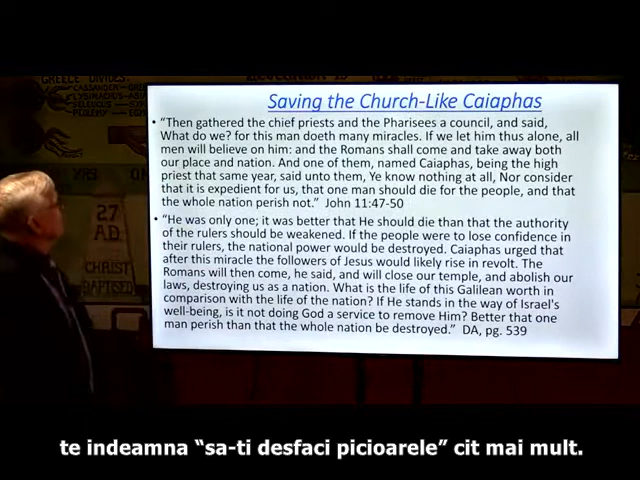 GREECE DIVIDES:
CASSANDER
LYSIMACUS
SELEUCUS
PTOLEMY
YRS
27
A.D.
CHRIST
BAPTISED
Saving the Church-Like Caiaphas
• “Then gathered the chief priests and the Pharisees a council, and said,
What do we? for this man doeth many miracles. If we let him thus alone, all
men will believe on him: and the Romans shall come and take away both
our place and nation. And one of them, named Caiaphas, being the high
priest that same year, said unto them, Ye know nothing at all, Nor consider
that it is expedient for us, that one man should die for the people, and that
the whole nation perish not." John 11:47-50
• “He was only one; it was better that He should die than that the authority
of the rulers should be weakened. If the people were to lose confidence in
their rulers, the national power would be destroyed. Caiaphas urged that
after this miracle the followers of Jesus would likely rise in revolt. The
Romans will then come, he said, and will close our temple, and abolish our
laws, destroying us as a nation. What is the life of this Galilean worth in
comparison with the life of the nation? If He stands in the way of Israel's
well-being, is it not doing God a service to remove Him? Better that one
man perish than that the whole nation be destroyed.” DA, pg. 539
te indeamna “sa-ti desfaci picioarele” cit mai mult.